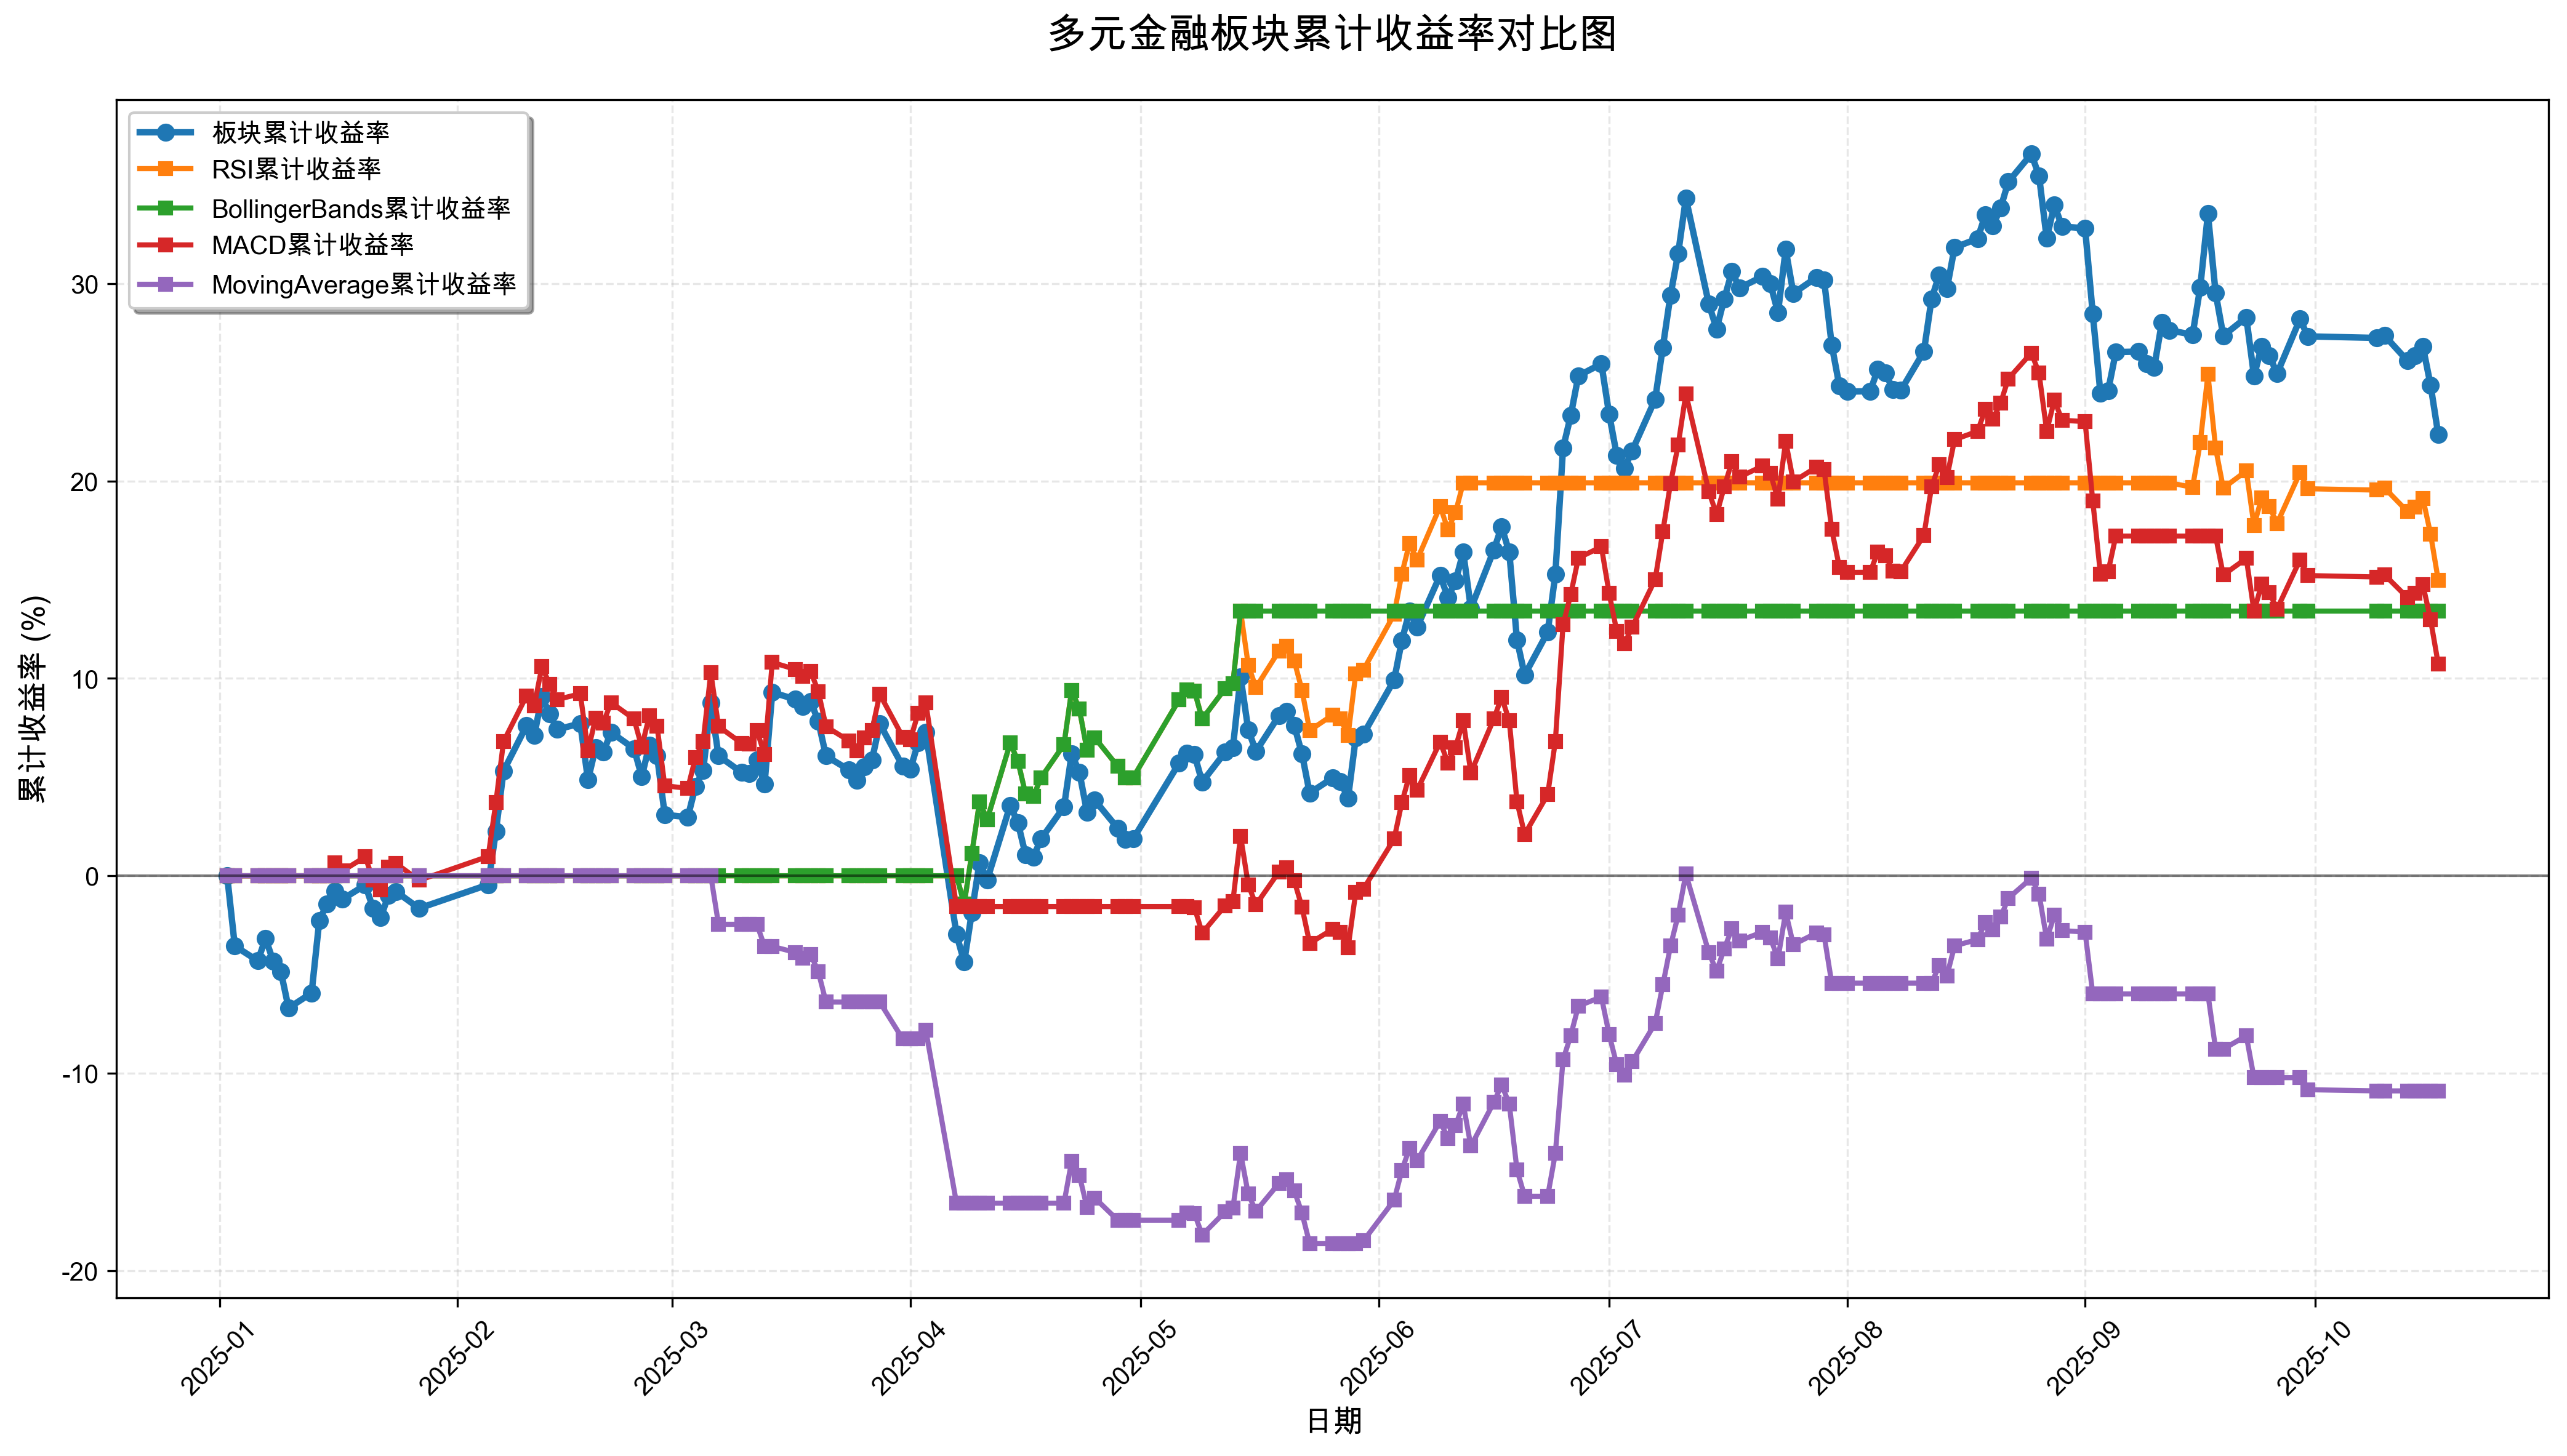 多元金融板块累计收益率对比图
板块累计收益率
RSI累计收益率
BollingerBands累计收益率
MACD累计收益率
MovingAverage累计收益率
累计收益率 (%)
30
20
10
0
-10
-20
2025-01
2025-02
2025-03
2025-04
2025-05
2025-06
2025-07
2025-08
2025-09
2025-10
日期